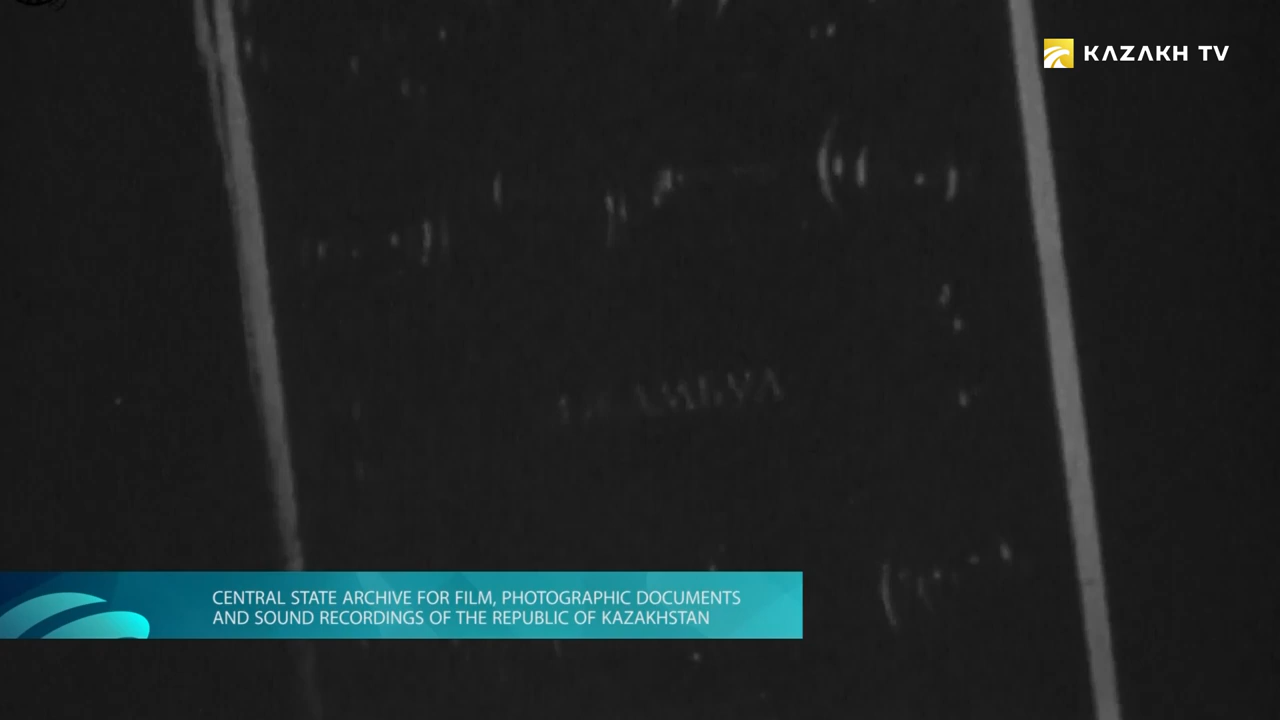 KAZAKH TV
CENTRAL STATE ARCHIVE FOR FILM, PHOTOGRAPHIC DOCUMENTS
AND SOUND RECORDINGS OF THE REPUBLIC OF KAZAKHSTAN